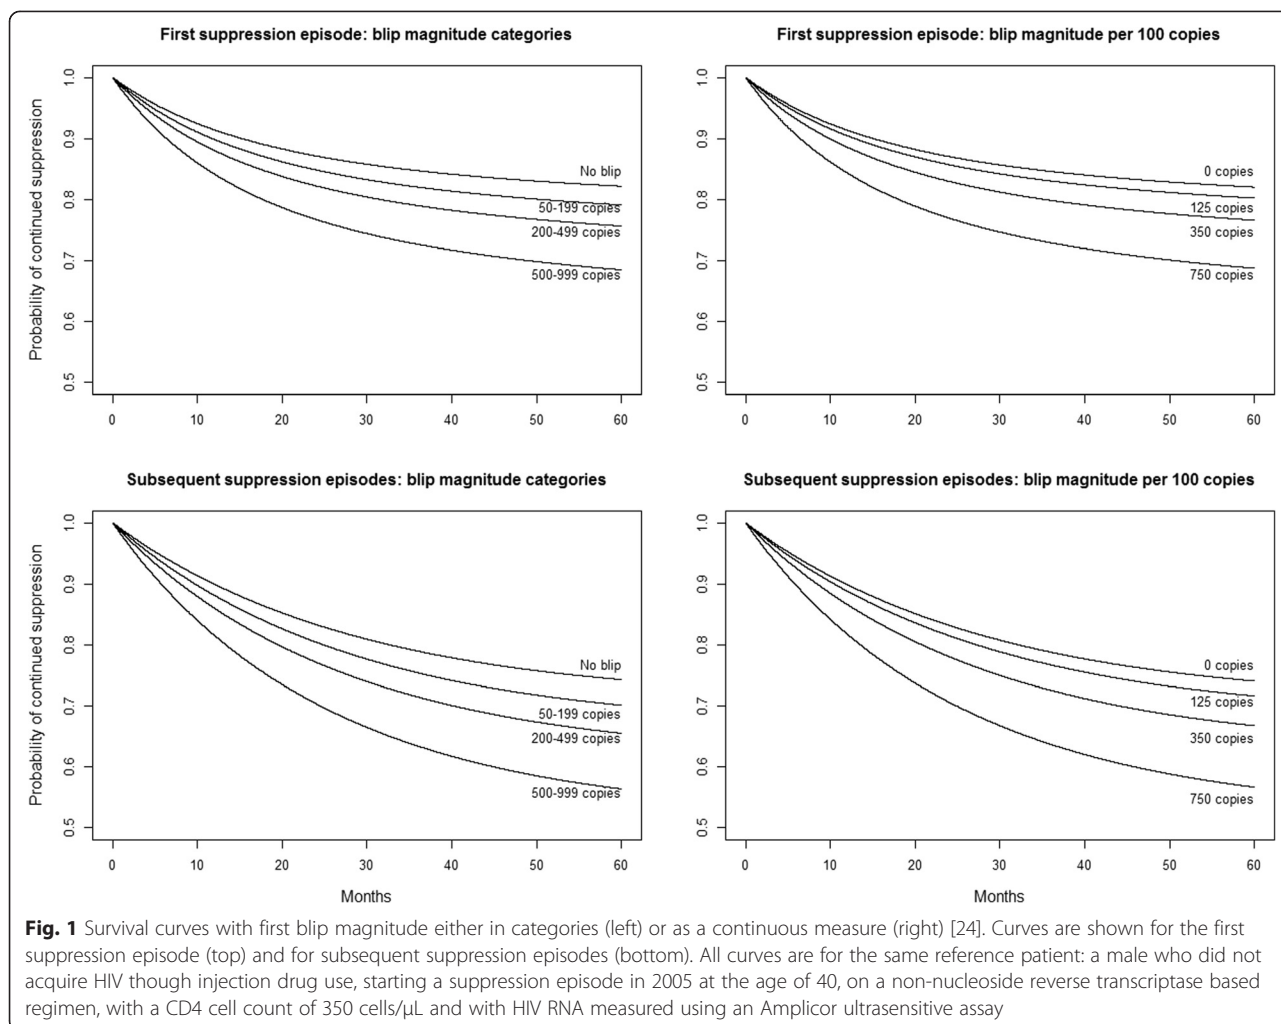 First suppression episode: blip magnitude categories
Probability of continued suppression
1.0
0.9
0.8
0.7
0.6
0.5
No blip
50-199 copies
200-499 copies
500-999 copies
0 10 20 30 40 50 60
First suppression episode: blip magnitude per 100 copies
1.0
0.9
0.8
0.7
0.6
0.5
0 copies
125 copies
350 copies
750 copies
0 10 20 30 40 50 60
Subsequent suppression episodes: blip magnitude categories
Probability of continued suppression
1.0
0.9
0.8
0.7
0.6
0.5
No blip
50-199 copies
200-499 copies
500-999 copies
0 10 20 30 40 50 60
Months
Subsequent suppression episodes: blip magnitude per 100 copies
1.0
0.9
0.8
0.7
0.6
0.5
0 copies
125 copies
350 copies
750 copies
0 10 20 30 40 50 60
Months
Fig. 1 Survival curves with first blip magnitude either in categories (left) or as a continuous measure (right) [24]. Curves are shown for the first
suppression episode (top) and for subsequent suppression episodes (bottom). All curves are for the same reference patient: a male who did not
acquire HIV though injection drug use, starting a suppression episode in 2005 at the age of 40, on a non-nucleoside reverse transcriptase based
regimen, with a CD4 cell count of 350 cells/μL and with HIV RNA measured using an Amplicor ultrasensitive assay